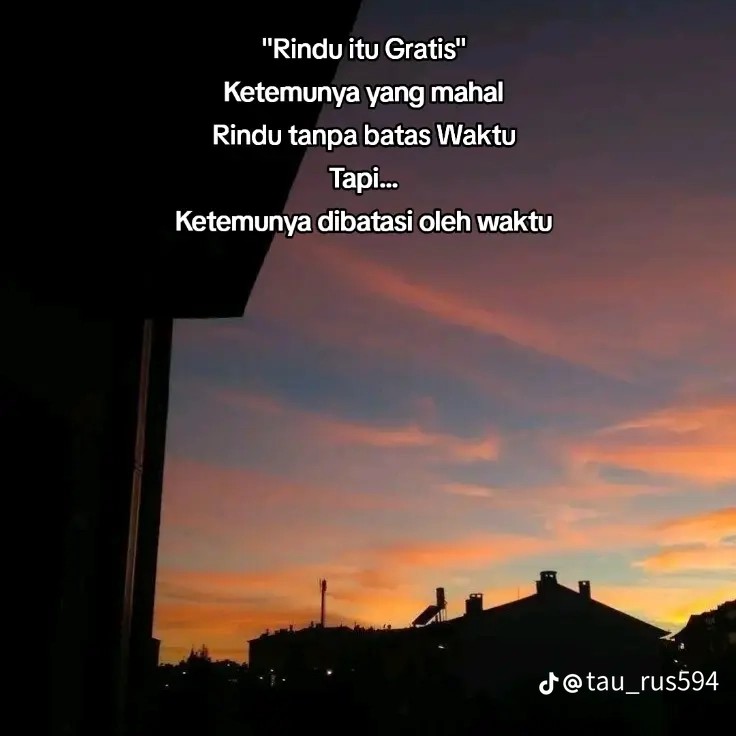 "Rindu itu Gratis"
Ketemunya yang mahal
Rindu tanpa batas Waktu
Tapi...
Ketemunya dibatasi oleh waktu
@tau_rus594